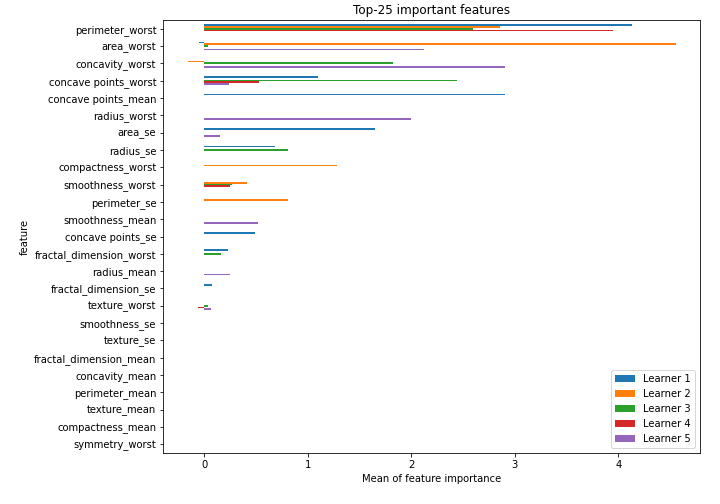 Top-25 important features
perimeter_worst
area_worst
concavity_worst
concave points_worst
concave points_mean
radius_worst
area_se
radius_se
compactness_worst
smoothness_worst
perimeter_se
smoothness_mean
concave points_se
fractal_dimension_worst
radius_mean
fractal_dimension_se
texture_worst
smoothness_se
texture_se
fractal_dimension_mean
concavity_mean
perimeter_mean
texture_mean
compactness_mean
symmetry_worst
feature
Learner 1
Learner 2
Learner 3
Learner 4
Learner 5
0 1 2 3 4
Mean of feature importance